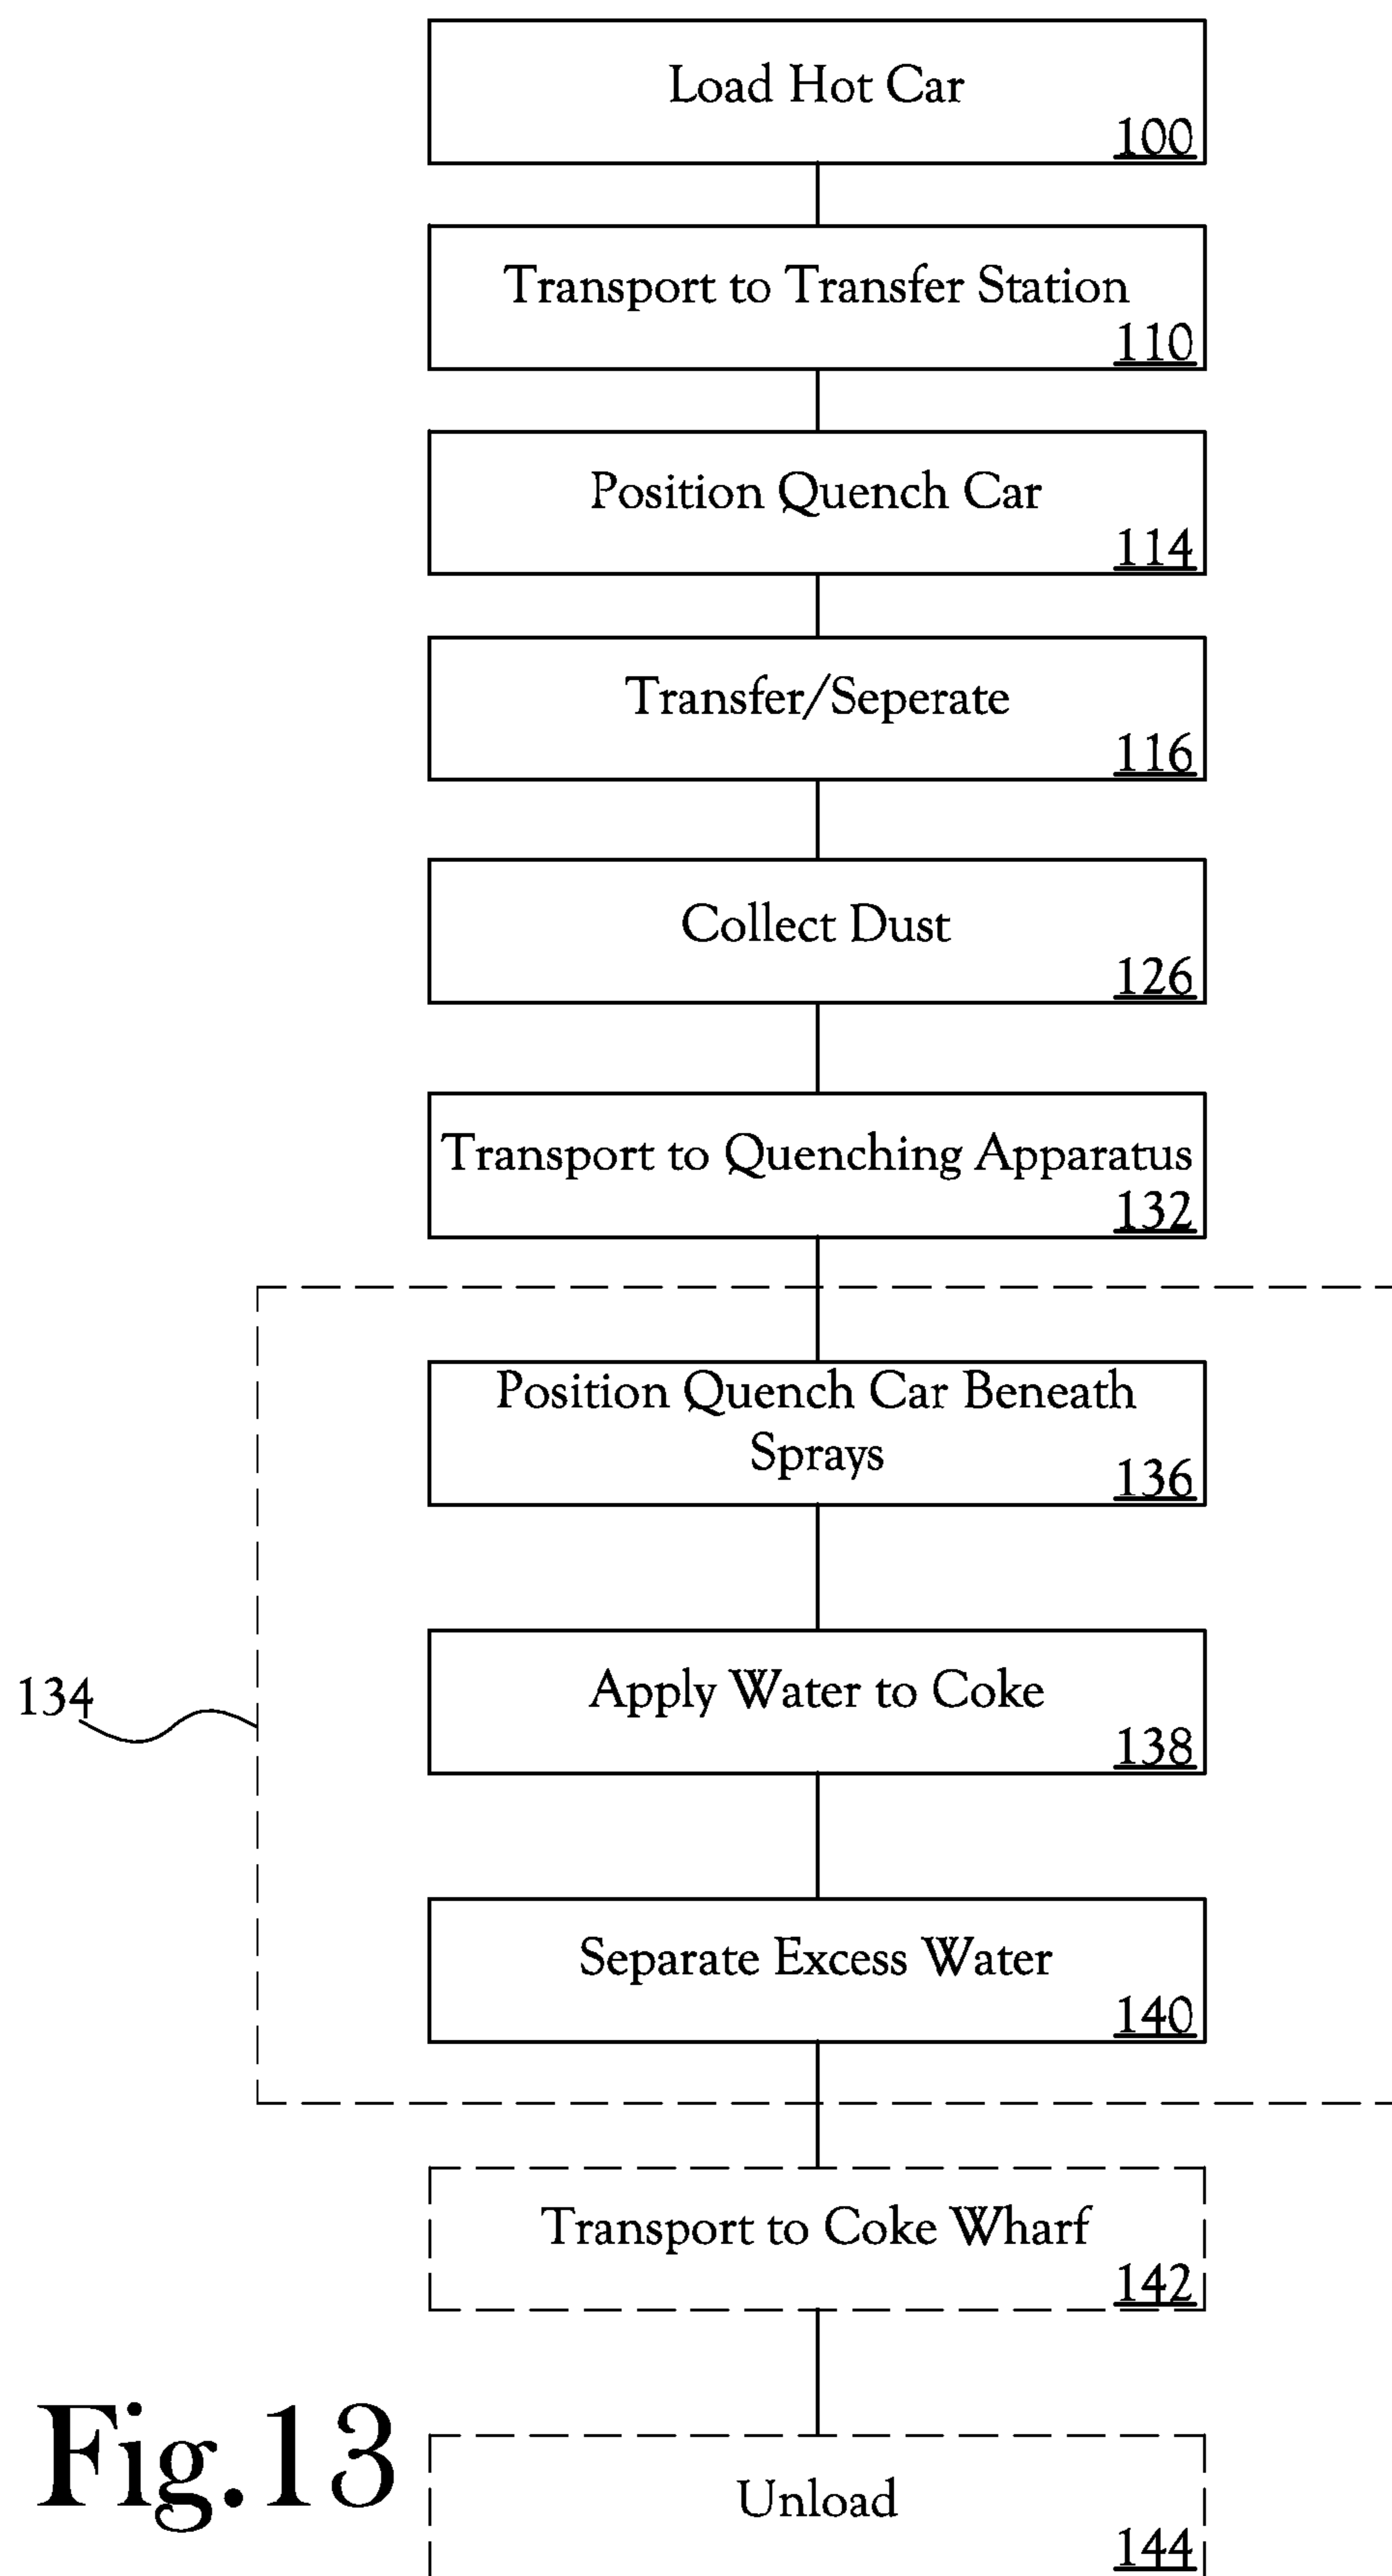 Load Hot Car
100
Transport to Transfer Station
110
Position Quench Car
114
Transfer/Seperate
116
Collect Dust
126
Transport to Quenching Apparatus
132
Position Quench Car Beneath
Sprays
136
134
Apply Water to Coke
138
Separate Excess Water
140
Transport to Coke Wharf
142
Fig.13
Unload
144